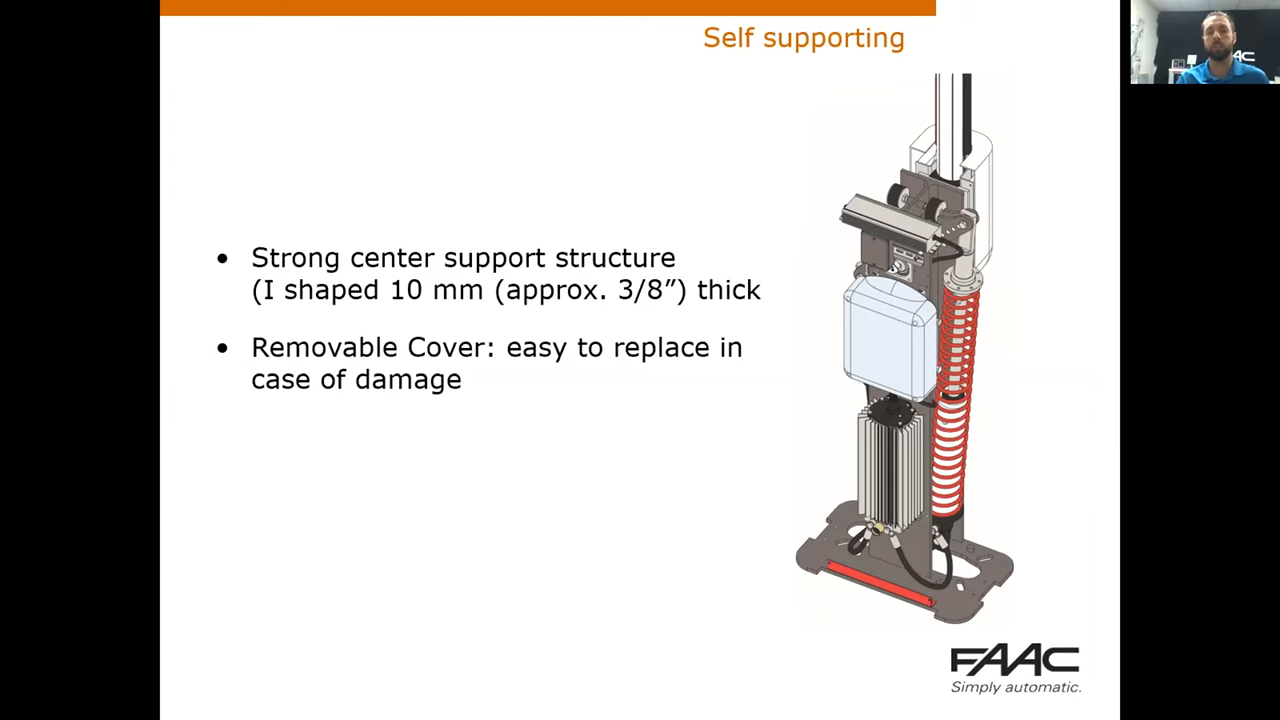 Self supporting
• Strong center support structure
(I shaped 10 mm (approx. 3/8”) thick
• Removable Cover: easy to replace in
case of damage
FAAC
Simply automatic.